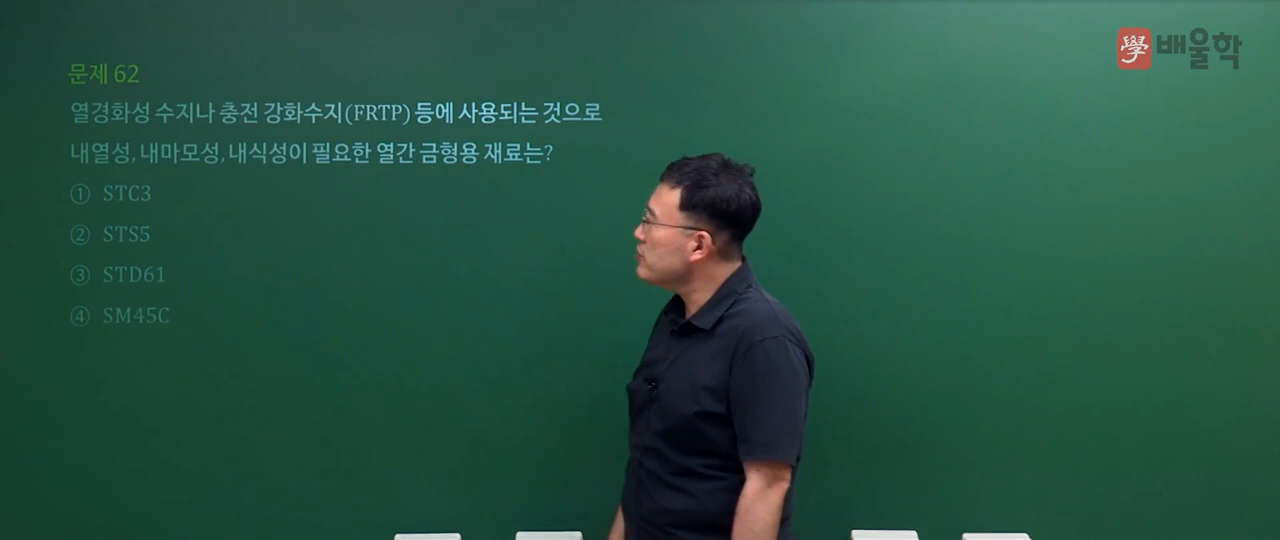 學 배울학
문제 62
열경화성 수지나 충전 강화수지(FRTP) 등에 사용되는 것으로
내열성, 내마모성, 내식성이 필요한 열간 금형용 재료는?
① STC3
② STS5
③ STD61
④ SM45C